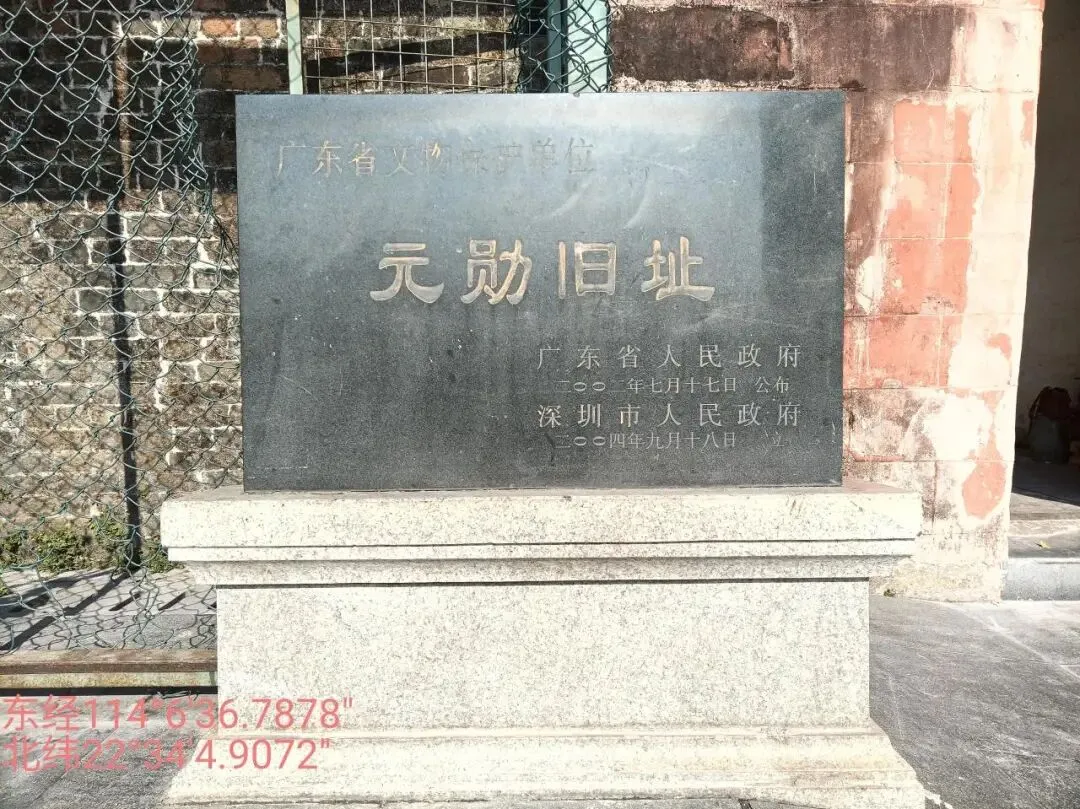 广东省文物保护单位
元勋旧址
广东省人民政府
二〇〇二年七月十七日 公布
深圳市人民政府
二〇〇四年九月十八日 立
东经114°6'36.7878"
北纬22°34'4.9072"